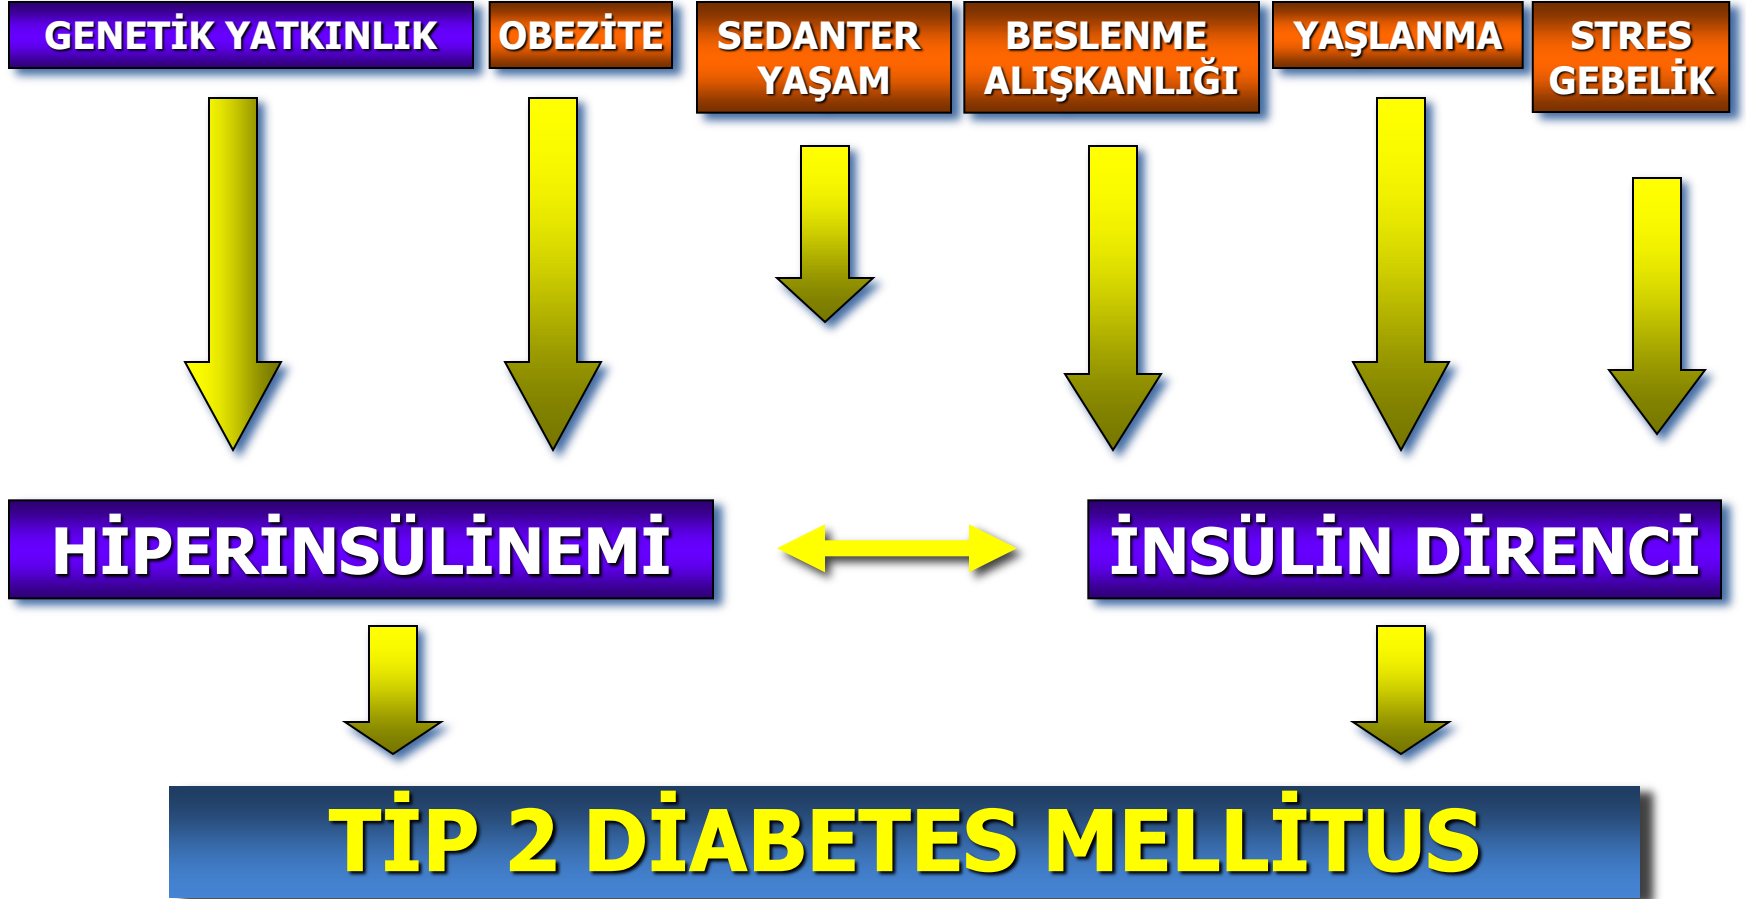 GENETİK YATKINLIK
OBEZİTE
SEDANTER
YAŞAM
BESLENME
ALIŞKANLIĞI
YAŞLANMA
STRES
GEBELİK
HİPERİNSÜLİNEMİ
İNSÜLİN DİRENCİ
TİP 2 DİABETES MELLİTUS